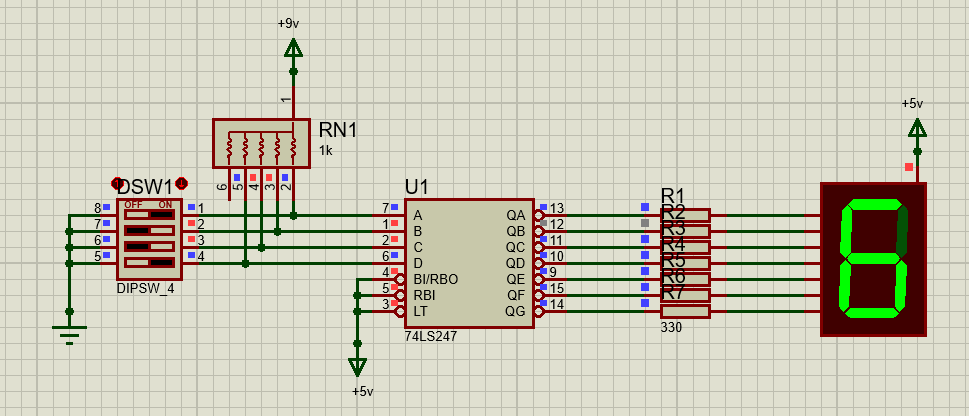 +9v
1
RN1
1k
6 5 4 3 2
+5v
DSW1
OFF ON
8 1
7 2
6 3
5 4
DIPSW_4
U1
7 A QA 13
1 B QB 12
2 C QC 11
6 D QD 10
4 BI/RBO QE 9
5 RBI QF 15
3 LT QG 14
74LS247
+5v
R1
R2
R3
R4
R5
R6
R7
330
6